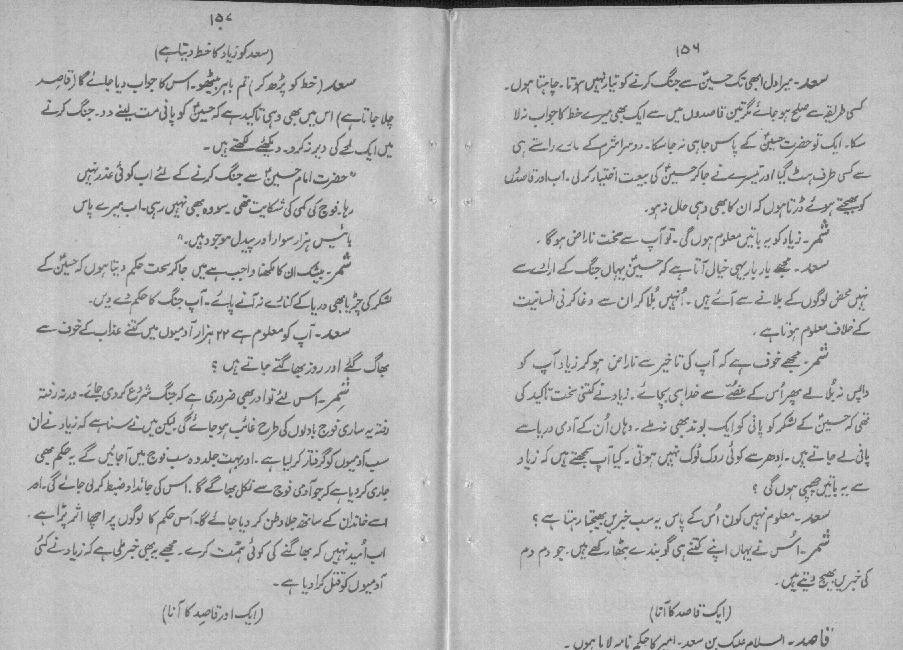 ۱۵۶
سعد۔ میرا دل ابھی تک حسینؑ سے جنگ کرنے کو تیار نہیں ہوتا۔ چاہتا ہوں۔
کسی طریقہ سے صلح ہو جائے مگر تین قاصدوں میں سے ایک بھی میرے خط کا جواب نہ لا
سکا۔ ایک تو حضرت حسینؑ کے پاس جا ہی نہ جا سکا۔ دوسرا شرم کے مارے راستے ہی
سے کسی طرف ہٹ گیا اور تیسرے نے جا کر حسینؑ کی بیعت اختیار کر لی۔ اب اور قاصدوں
کو بھیجتے ہوئے ڈرتا ہوں کہ ان کا بھی وہی حال نہ ہو۔
شمر۔ زیاد کو یہ باتیں معلوم ہوں گی۔ تو آپ سے سخت ناراض ہو گا۔
سعد۔ مجھے بار بار یہی خیال آتا ہے کہ حسینؑ یہاں جنگ کے ارادے سے
نہیں محض لوگوں کے بلانے سے آئے ہیں۔ اُنہیں بُلا کر ان سے دغا کرنی انسانیت
کے خلاف معلوم ہوتا ہے۔
شمر۔ مجھے خوف ہے کہ آپ کی تاخیر سے ناراض ہو کر زیاد آپ کو
واپس نہ بُلا لے پھر اُس کے غصّے سے خدا ہی بچائے۔ زیاد نے کتنی سخت تاکید کی
تھی کہ حسینؑ کے لشکر کو پانی کو ایک بوند بھی نہ ملے۔ وہاں اُن کے آدمی دریا سے
پانی لے جاتے ہیں۔ اِدھر سے کوئی روک ٹوک نہیں ہوتی۔ کیا آپ سمجھتے ہیں کہ زیاد
سے یہ باتیں چھپی ہوں گی ؟
سعد۔ معلوم نہیں کون اُس کے پاس یہ سب خبریں بھیجتا رہتا ہے ؟
شمر۔ اُس نے یہاں اپنے کتنے ہی گوبندے بٹھا رکھے ہیں۔ جو دم دم
کی خبریں بھیج دیتے ہیں۔
(ایک قاصد کا آنا)
قاصد۔ السلام علیک بن سعد۔ امیر کا حکم نامہ لایا ہوں۔
۱۵۷
(سعد کو زیاد کا خط دیتا ہے)
سعد (خط کو پڑھ کر) تم باہر بیٹھو۔ اس کا جواب دیا جائے گا (قاصد
چلا جاتا ہے) اس میں بھی وہی تاکید ہے کہ حسینؑ کو پانی مت لینے دو۔ جنگ کرنے
میں ایک لمحے کی دیر نہ کرو۔ دیکھئے لکھتے ہیں۔
"حضرت امام حسینؑ سے جنگ کرنے کے لئے اب کوئی عذر نہیں
رہا۔ فوج کی کمی کی شکایت تھی۔ سو وہ بھی نہیں رہی۔ اب میرے پاس
بائیس ہزار سوار اور پیدل موجود ہیں۔"
شمر۔ بیشک ان کا لکھنا واجب ہے میں جا کر سخت حکم دیتا ہوں کہ حسینؑ کے
لشکر کی چڑیا بھی دریا کے کنارے نہ آنے پائے۔ آپ جنگ کا حکم دے دیں۔
سعد۔ آپ کو معلوم ہے ۲۲ ہزار آدمیوں میں کتنے عذاب کے خوف سے
بھاگ گئے اور روز بھاگتے جاتے ہیں ؟
شمر۔ اس لئے تو اور بھی ضروری ہے کہ جنگ شروع کر دی جائے۔ ورنہ رفتہ
رفتہ یہ ساری فوج بادلوں کی طرح غائب ہو جائے گی لیکن میں نے سنا ہے کہ زیاد نے ان
سب آدمیوں کو گرفتار کر لیا ہے۔ اور بہت جلد وہ سب فوج میں آ جائیں گے یہ حکم بھی
جاری کر دیا ہے کہ جو آدمی فوج سے نکل بھاگے گا۔ اس کی جائداد ضبط کر لی جائے گی۔ اور
اسے خاندان کے ساتھ جلا وطن کر دیا جائے گا۔ اُس حکم کا لوگوں پر اچھا اثر پڑا ہے۔
اب اُمید نہیں کہ بھاگنے کی کوئی ہمّت کرے۔ مجھے یہ بھی خبر ملی ہے کہ زیاد نے کئی
آدمیوں کو قتل کرا دیا ہے۔
(ایک اور قاصد کا آنا)